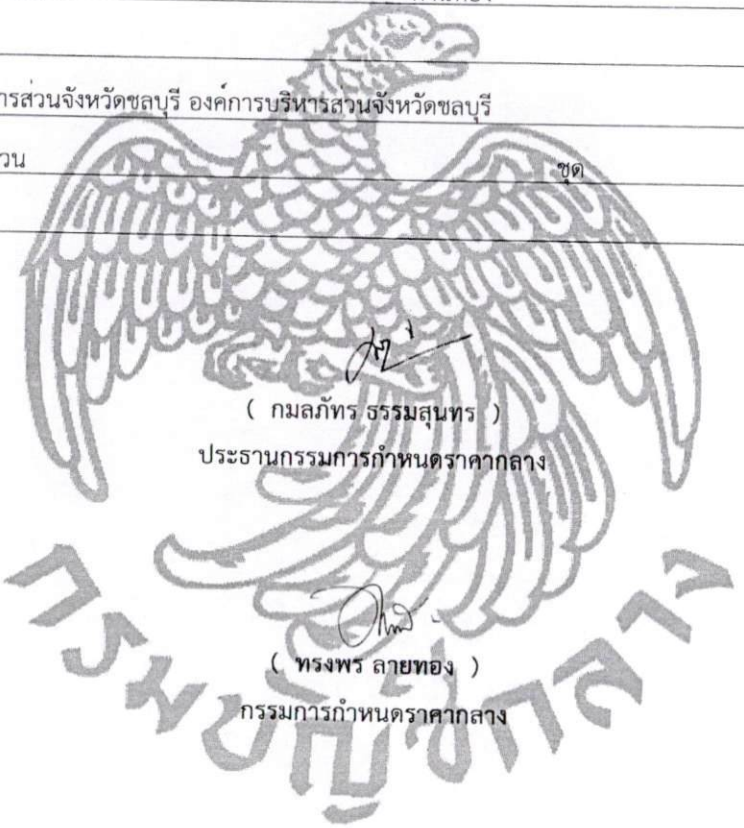 ารส่วนจังหวัดชลบุรี องค์การบริหารส่วนจังหวัดชลบุรี
วน ชุด
( กมลภัทร ธรรมสุนทร )
ประธานกรรมการกำหนดราคากลาง
( ทรงพร ลายทอง )
กรรมการกำหนดราคากลาง
กรมบัญชีกลาง